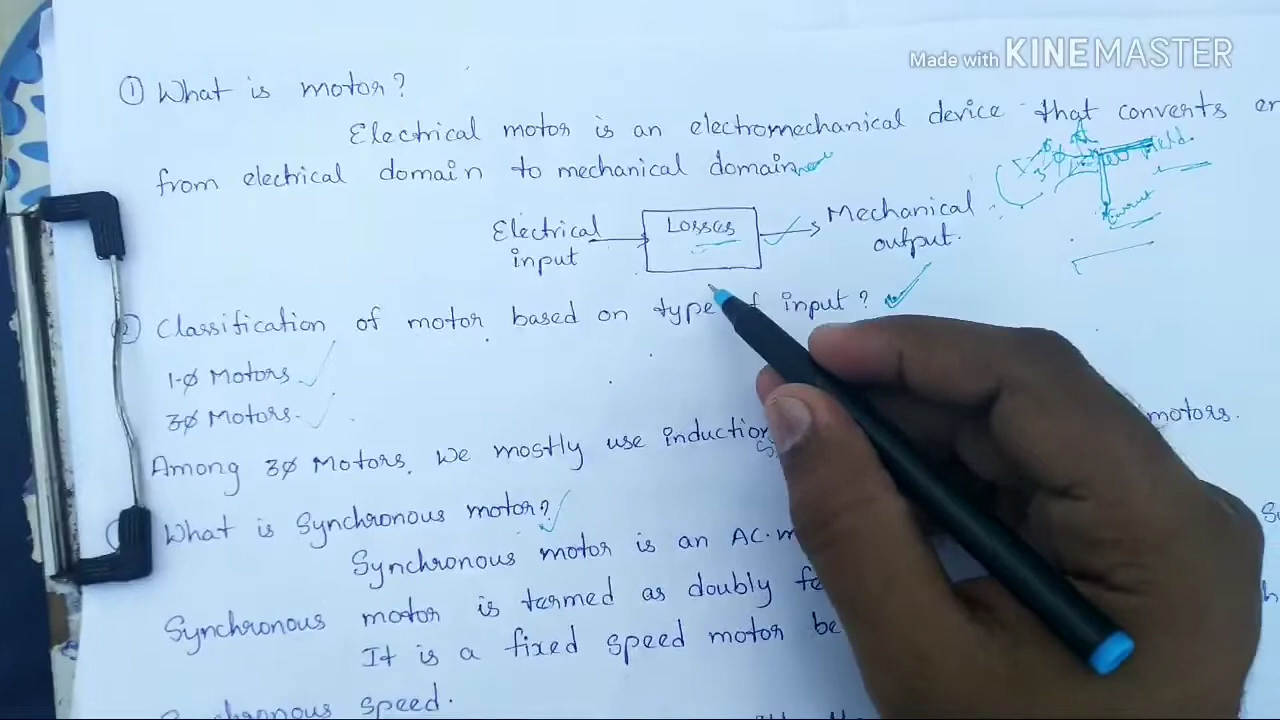 Made with KINEMASTER
① What is motor?
Electrical motor is an electromechanical device that converts
from electrical domain to mechanical domain
Electrical input
Losses
Mechanical output.
② Classification of motor based on type input?
1-ϕ Motors
3ϕ Motors.
Among 3ϕ Motors, We mostly use induction motors.
What is Synchronous motor?
Synchronous motor is an AC.
Synchronous motor is termed as doubly
It is a fixed speed motor
speed.